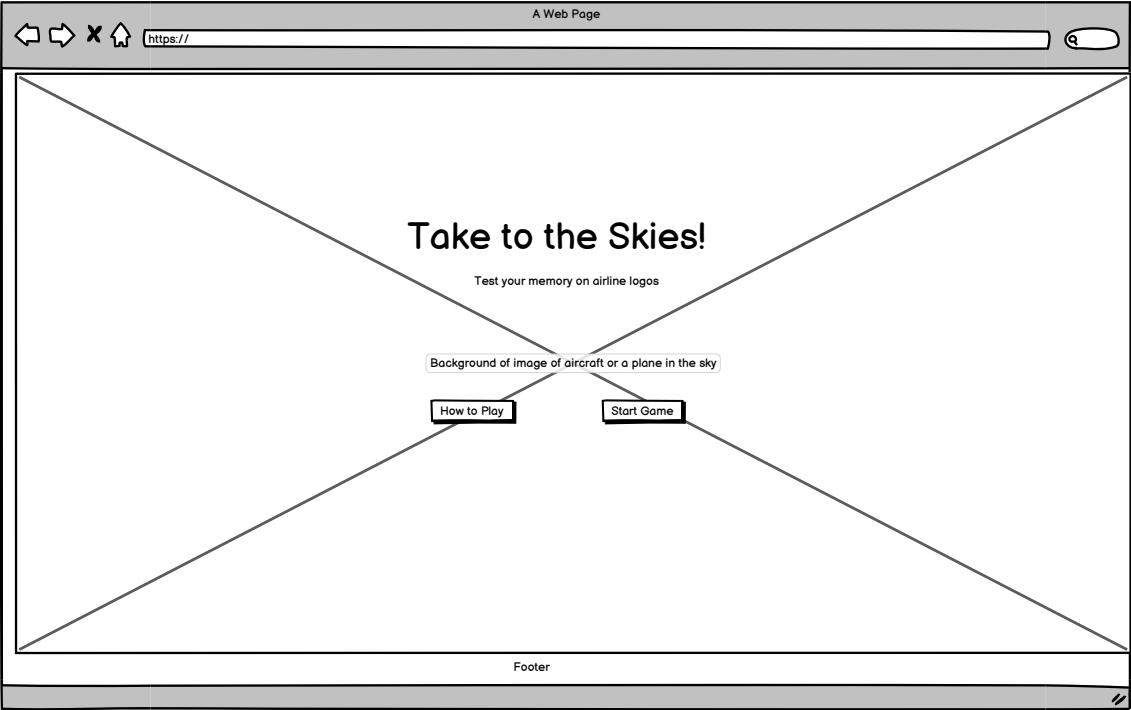 A Web Page
https://
Take to the Skies!
Test your memory on airline logos
Background of image of aircraft or a plane in the sky
How to Play
Start Game
Footer